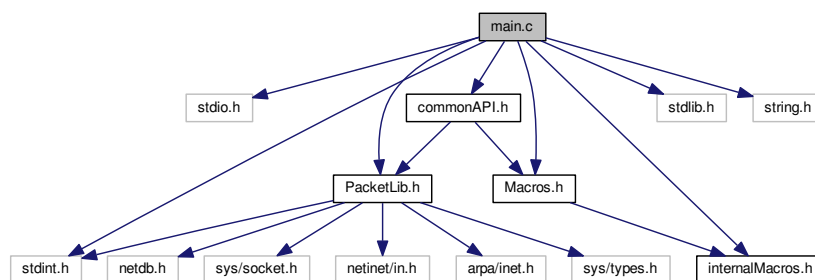 main.c
stdio.h
commonAPI.h
stdlib.h
string.h
PacketLib.h
Macros.h
stdint.h
netdb.h
sys/socket.h
netinet/in.h
arpa/inet.h
sys/types.h
internalMacros.h